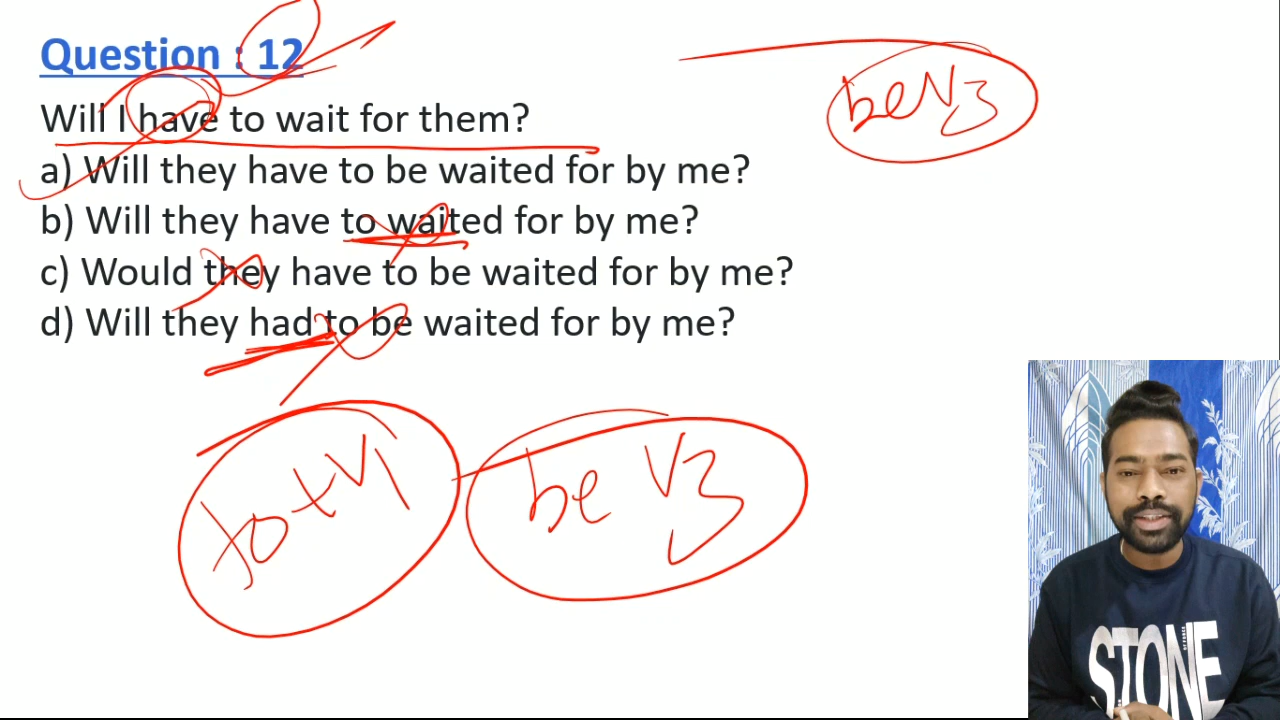 Question : 12
be V3
Will I have to wait for them?
a) Will they have to be waited for by me?
b) Will they have to waited for by me?
c) Would they have to be waited for by me?
d) Will they had to be waited for by me?
to + V1
be V3
STONE